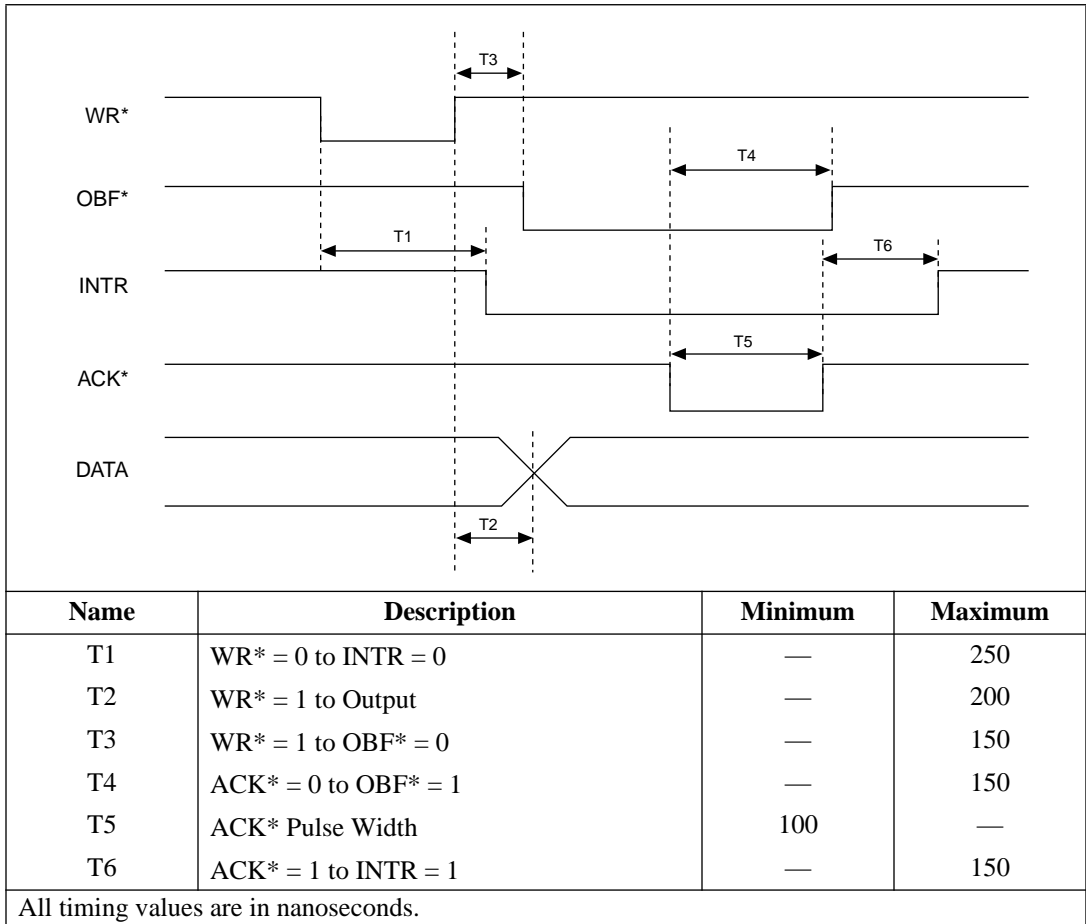 T3
WR*
T4
OBF*
T1
T6
INTR
T5
ACK*
DATA
T2
Name Description Minimum Maximum
T1 WR* = 0 to INTR = 0 — 250
T2 WR* = 1 to Output — 200
T3 WR* = 1 to OBF* = 0 — 150
T4 ACK* = 0 to OBF* = 1 — 150
T5 ACK* Pulse Width 100 —
T6 ACK* = 1 to INTR = 1 — 150
All timing values are in nanoseconds.